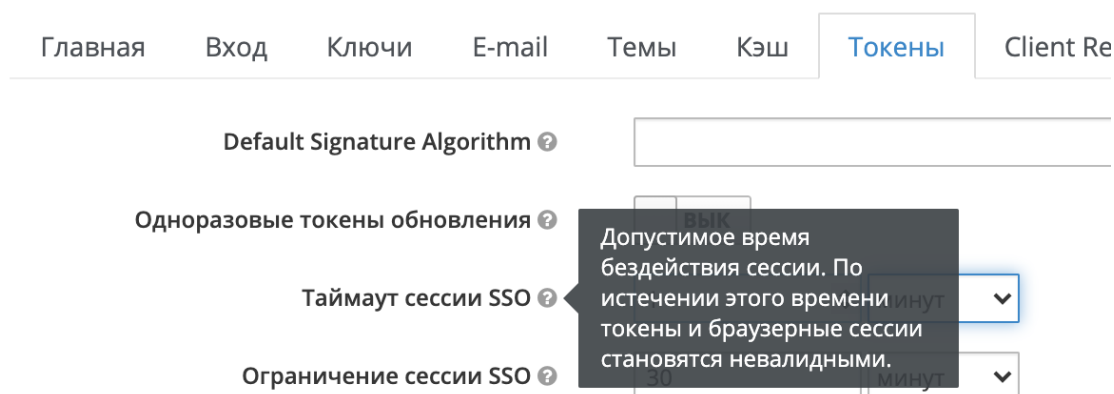 Главная Вход Ключи E-mail Темы Кэш Токены Client Re
Default Signature Algorithm
Одноразовые токены обновления ВЫК
Таймаут сессии SSO минут
Допустимое время
бездействия сессии. По
истечении этого времени
токены и браузерные сессии
становятся невалидными.
Ограничение сессии SSO 30 минут